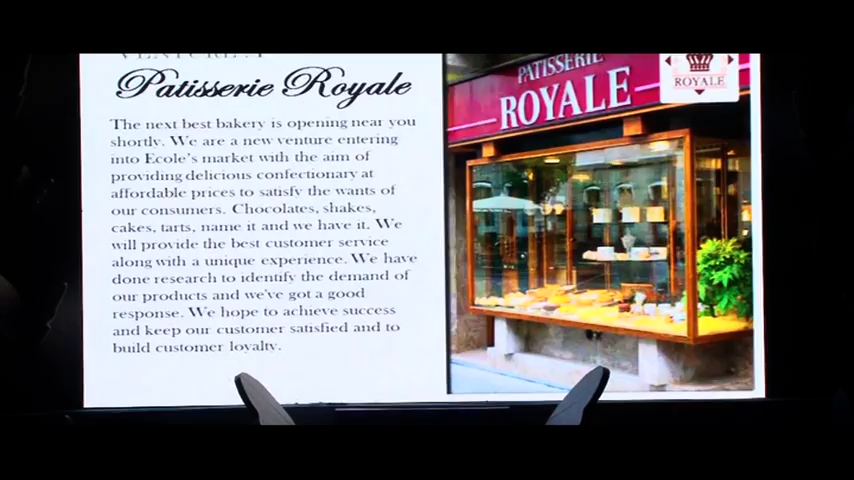 Patisserie Royale
The next best bakery is opening near you
shortly. We are a new venture entering
into Ecole's market with the aim of
providing delicious confectionary at
affordable prices to satisfy the wants of
our consumers. Chocolates, shakes,
cakes, tarts, name it and we have it. We
will provide the best customer service
along with a unique experience. We have
done research to identify the demand of
our products and we've got a good
response. We hope to achieve success
and keep our customer satisfied and to
build customer loyalty.
PATISSERIE
ROYALE
ROYALE